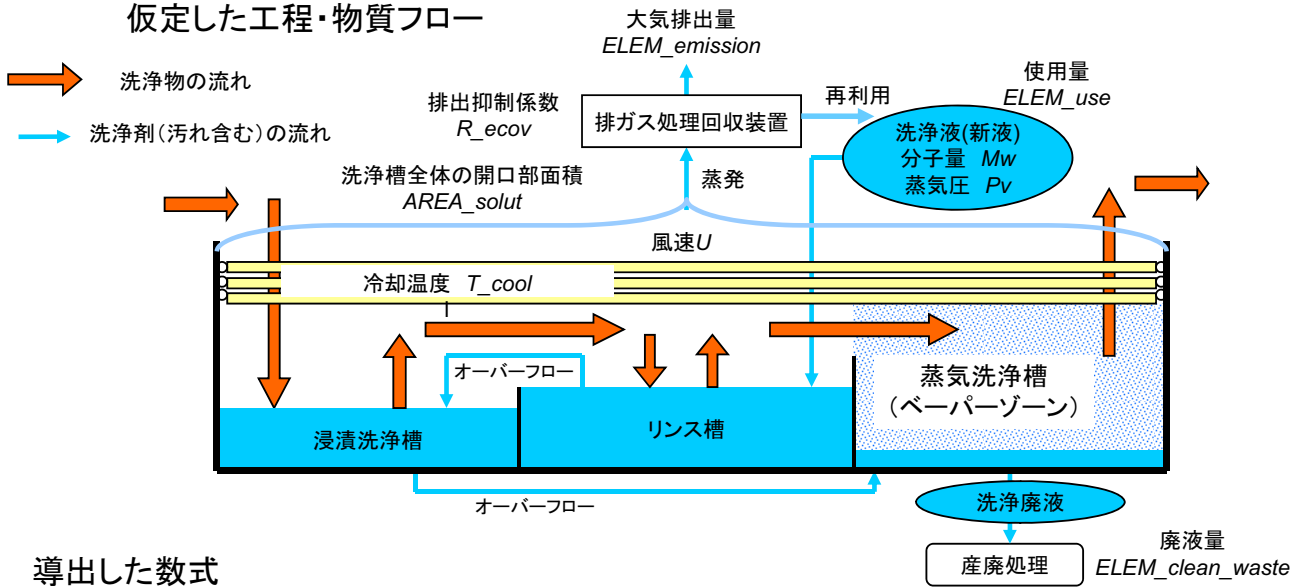 仮定した工程・物質フロー
洗浄物の流れ
洗浄剤(汚れ含む)の流れ
大気排出量
ELEM_emission
排出抑制係数
R_ecov
排ガス処理回収装置
再利用
使用量
ELEM_use
洗浄液(新液)
分子量 Mw
蒸気圧 Pv
洗浄槽全体の開口部面積
AREA_solut
蒸発
風速U
冷却温度 T_cool
オーバーフロー
浸漬洗浄槽
リンス槽
蒸気洗浄槽
(ベーパーゾーン)
オーバーフロー
洗浄廃液
産廃処理
廃液量
ELEM_clean_waste
導出した数式